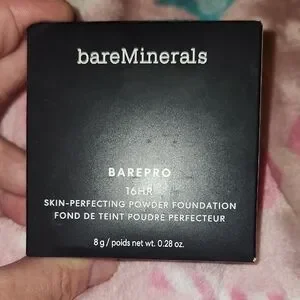 bareMinerals
BAREPRO
16HR
SKIN-PERFECTING POWDER FOUNDATION
FOND DE TEINT POUDRE PERFECTEUR
8 g / poids net wt. 0.28 oz.